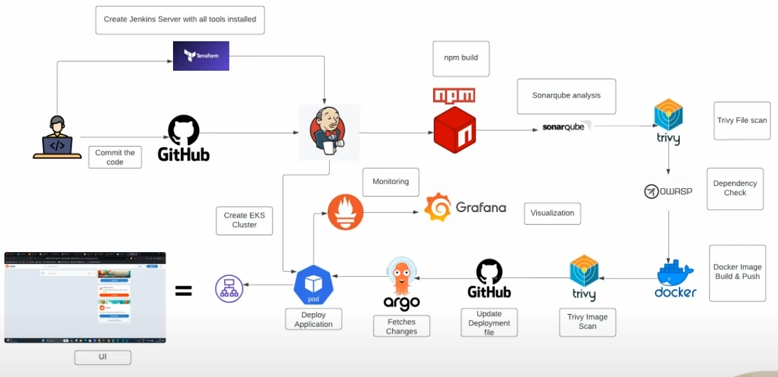 Create Jenkins Server with all tools installed
Terraform
npm build
npm
Sonarqube analysis
sonarqube
trivy
Trivy File scan
Commit the
code
GitHub
Monitoring
Grafana
Visualization
OWASP
Dependency
Check
Create EKS
Cluster
pod
Deploy
Application
argo
Fetches
Changes
GitHub
Update
Deployment
file
trivy
Trivy Image
Scan
docker
Docker Image
Build & Push
=
UI